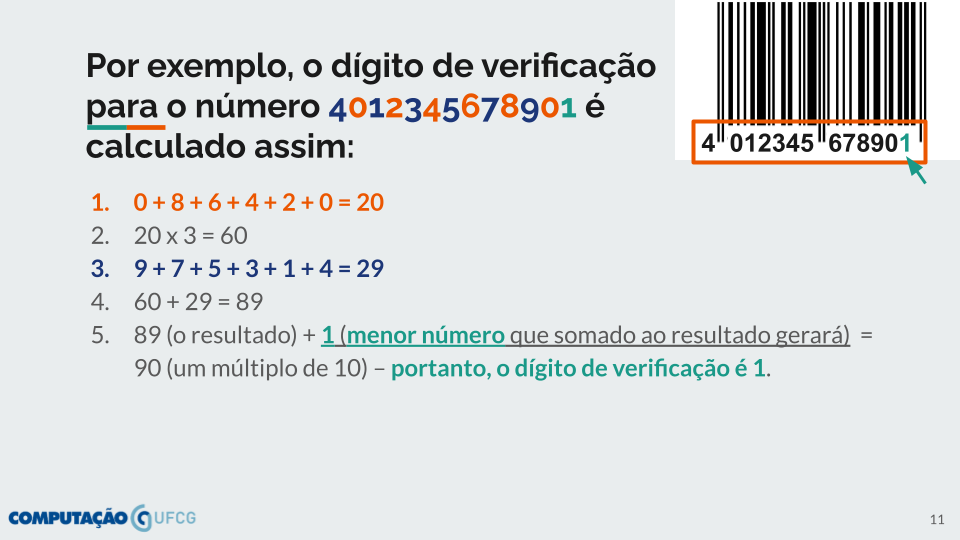 Por exemplo, o dígito de verificação
para o número 4012345678901 é
calculado assim:
4 012345 678901
1. 0 + 8 + 6 + 4 + 2 + 0 = 20
2. 20 x 3 = 60
3. 9 + 7 + 5 + 3 + 1 + 4 = 29
4. 60 + 29 = 89
5. 89 (o resultado) + 1 (menor número que somado ao resultado gerará) =
90 (um múltiplo de 10) – portanto, o dígito de verificação é 1.
COMPUTAÇÃO UFCG
11